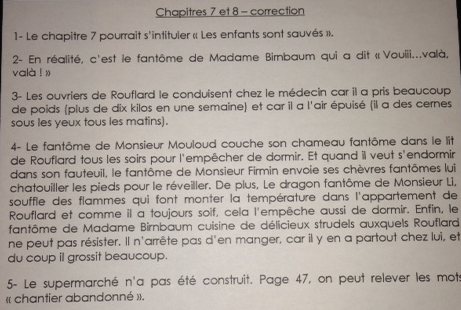 Chapitres 7 et 8 – correction
1- Le chapitre 7 pourrait s'intituler « Les enfants sont sauvés ».
2- En réalité, c'est le fantôme de Madame Birnbaum qui a dit « Vouiii...valà,
valà ! »
3- Les ouvriers de Rouflard le conduisent chez le médecin car il a pris beaucoup
de poids (plus de dix kilos en une semaine) et car il a l'air épuisé (il a des cernes
sous les yeux tous les matins).
4- Le fantôme de Monsieur Mouloud couche son chameau fantôme dans le lit
de Rouflard tous les soirs pour l'empêcher de dormir. Et quand il veut s'endormir
dans son fauteuil, le fantôme de Monsieur Firmin envoie ses chèvres fantômes lui
chatouiller les pieds pour le réveiller. De plus, Le dragon fantôme de Monsieur Li,
souffle des flammes qui font monter la température dans l'appartement de
Rouflard et comme il a toujours soif, cela l'empêche aussi de dormir. Enfin, le
fantôme de Madame Birnbaum cuisine de délicieux strudels auxquels Rouflard
ne peut pas résister. Il n'arrête pas d'en manger, car il y en a partout chez lui, et
du coup il grossit beaucoup.
5- Le supermarché n'a pas été construit. Page 47, on peut relever les mots
« chantier abandonné ».